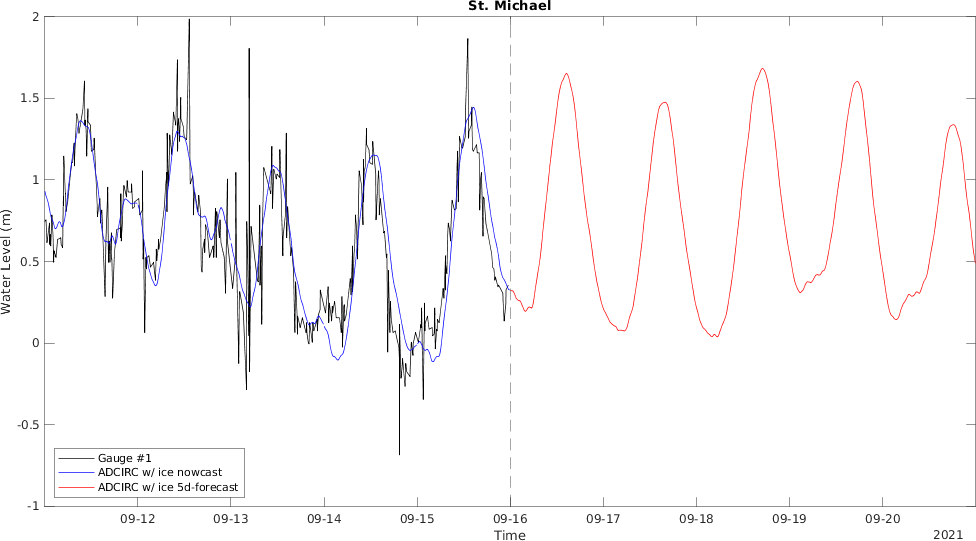 St. Michael
2
1.5
1
0.5
0
-0.5
-1
Water Level (m)
Gauge #1
ADCIRC w/ ice nowcast
ADCIRC w/ ice 5d-forecast
09-12 09-13 09-14 09-15 09-16 09-17 09-18 09-19 09-20
Time
2021